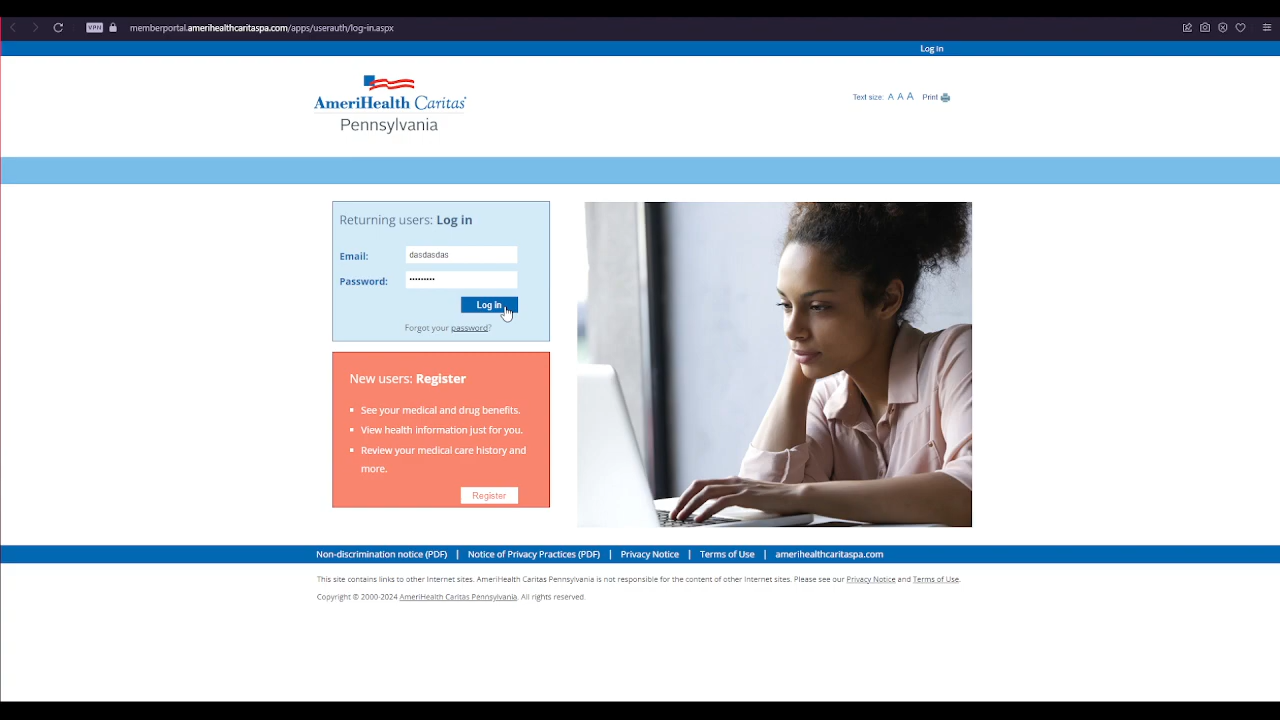 VPN memberportal.amerihealthcaritaspa.com/apps/userauth/log-in.aspx
Log in
AmeriHealth Caritas®
Pennsylvania
Text size: A A A Print
Returning users: Log in
Email: dasdasdas
Password: •••••••••
Log In
Forgot your password?
New users: Register
▪ See your medical and drug benefits.
▪ View health information just for you.
▪ Review your medical care history and
more.
Register
Non-discrimination notice (PDF) | Notice of Privacy Practices (PDF) | Privacy Notice | Terms of Use | amerihealthcaritaspa.com
This site contains links to other Internet sites. AmeriHealth Caritas Pennsylvania is not responsible for the content of other Internet sites. Please see our Privacy Notice and Terms of Use.
Copyright © 2000-2024 AmeriHealth Caritas Pennsylvania. All rights reserved.